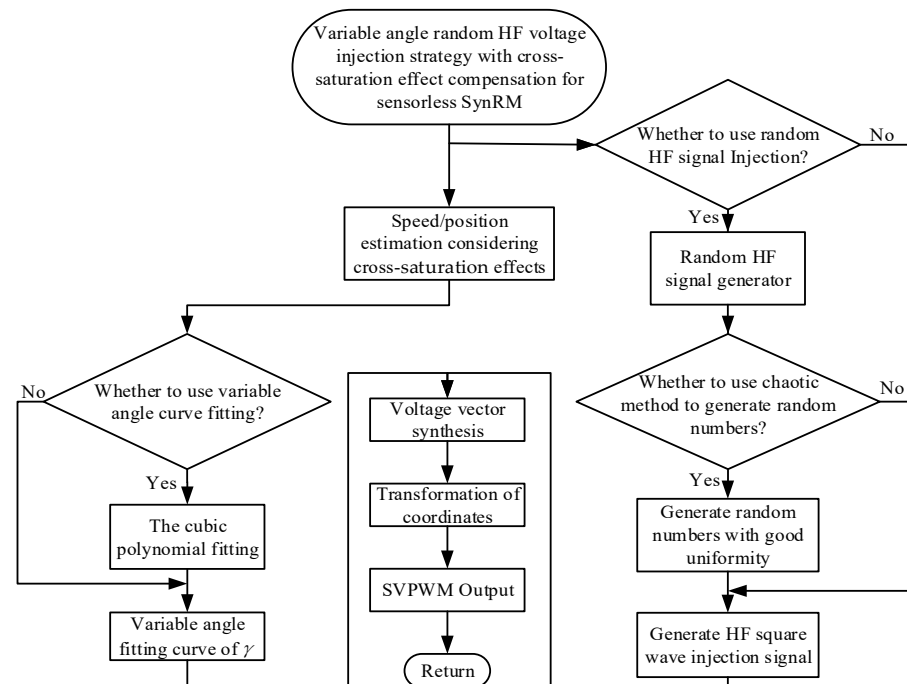 Variable angle random HF voltage
injection strategy with cross-
saturation effect compensation for
sensorless SynRM
Whether to use random
HF signal Injection?
No
Yes
Speed/position
estimation considering
cross-saturation effects
Random HF
signal generator
No
Whether to use variable
angle curve fitting?
Yes
Whether to use chaotic
method to generate random
numbers?
No
Yes
Voltage vector
synthesis
Transformation of
coordinates
SVPWM Output
Return
The cubic
polynomial fitting
Variable angle
fitting curve of γ
Generate random
numbers with good
uniformity
Generate HF square
wave injection signal